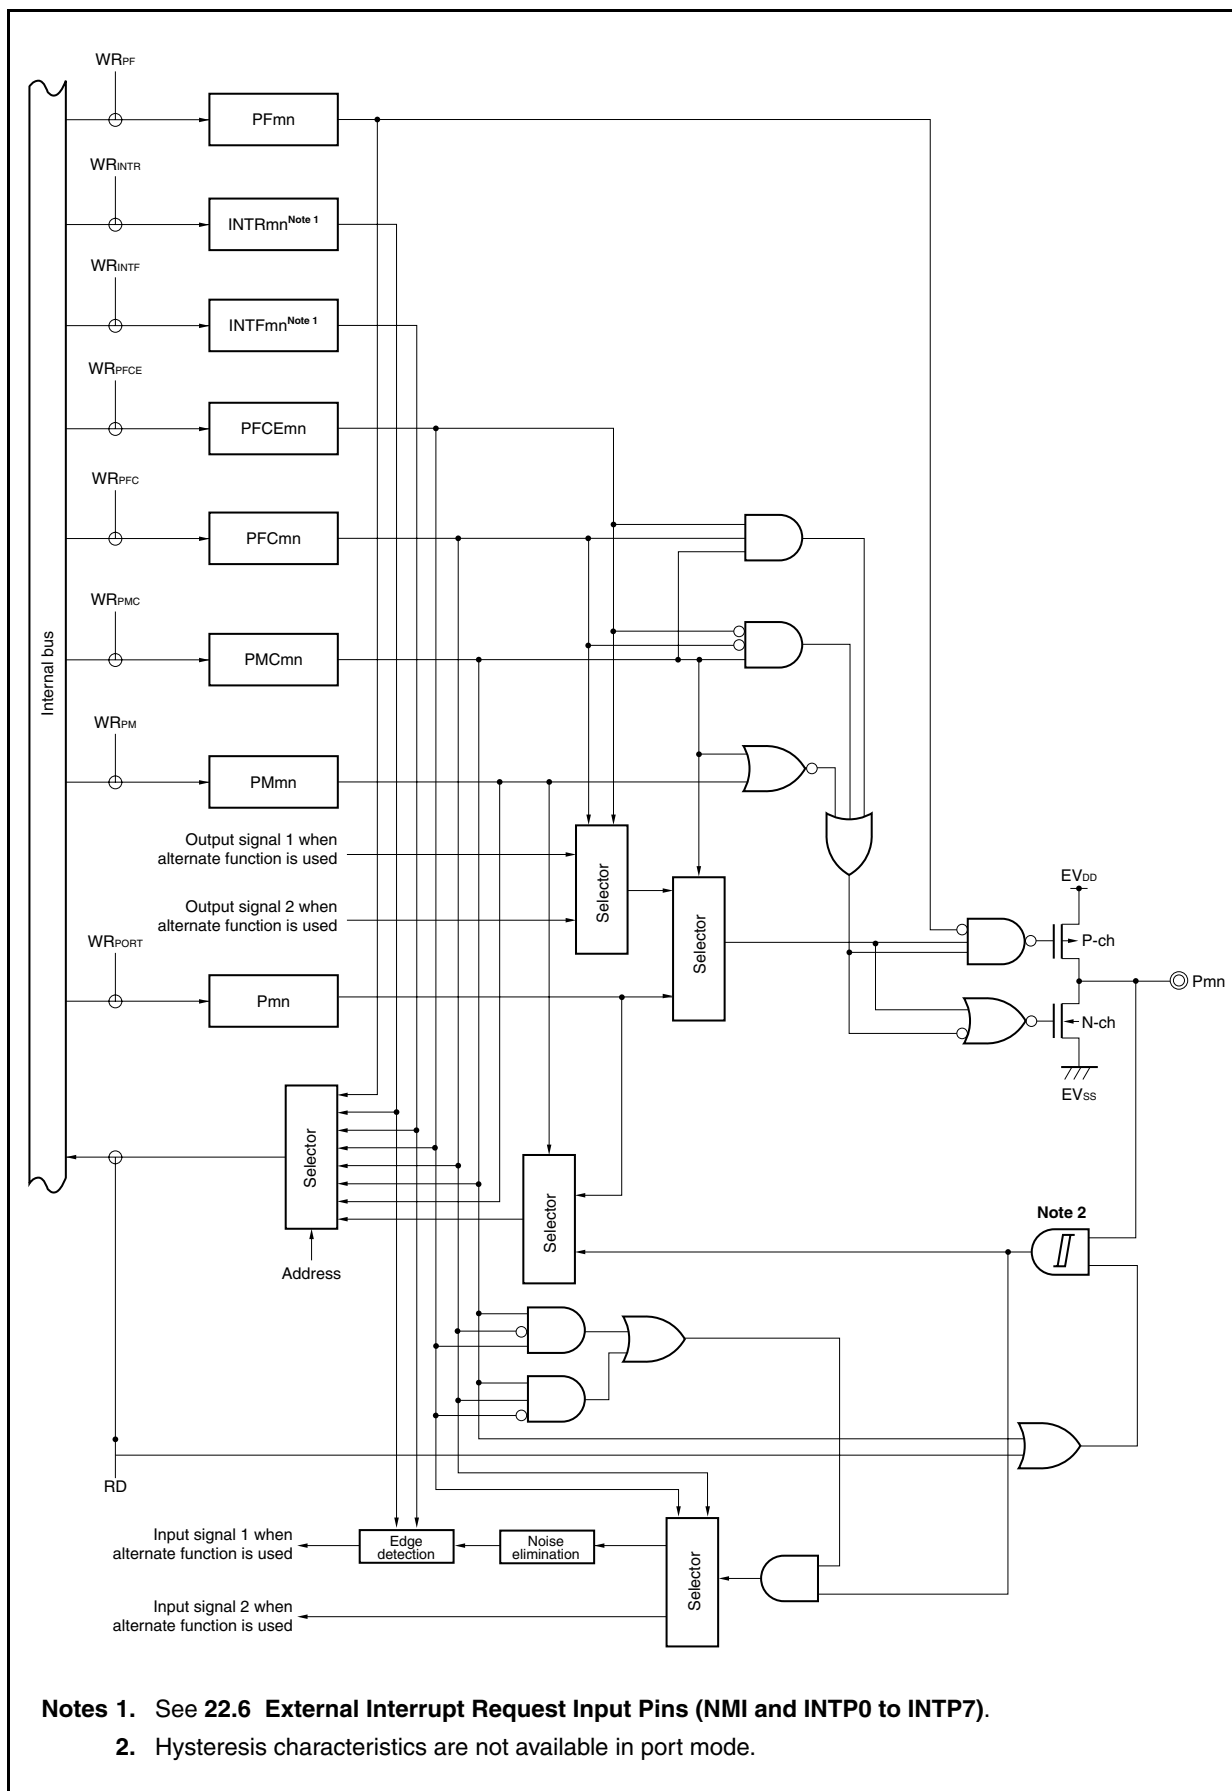 WRPF
PFmn
WRINTR
INTRmnNote 1
WRINTF
INTFmnNote 1
WRPFCE
PFCEmn
WRPFC
PFCmn
WRPMC
PMCmn
Internal bus
WRPM
PMmn
Output signal 1 when
alternate function is used
Output signal 2 when
alternate function is used
Selector
Selector
WRPORT
Pmn
EVDD
P-ch
Pmn
N-ch
EVSS
Selector
Address
Selector
Note 2
RD
Input signal 1 when
alternate function is used
Edge
detection
Noise
elimination
Selector
Input signal 2 when
alternate function is used
Notes 1. See 22.6 External Interrupt Request Input Pins (NMI and INTP0 to INTP7).
2. Hysteresis characteristics are not available in port mode.